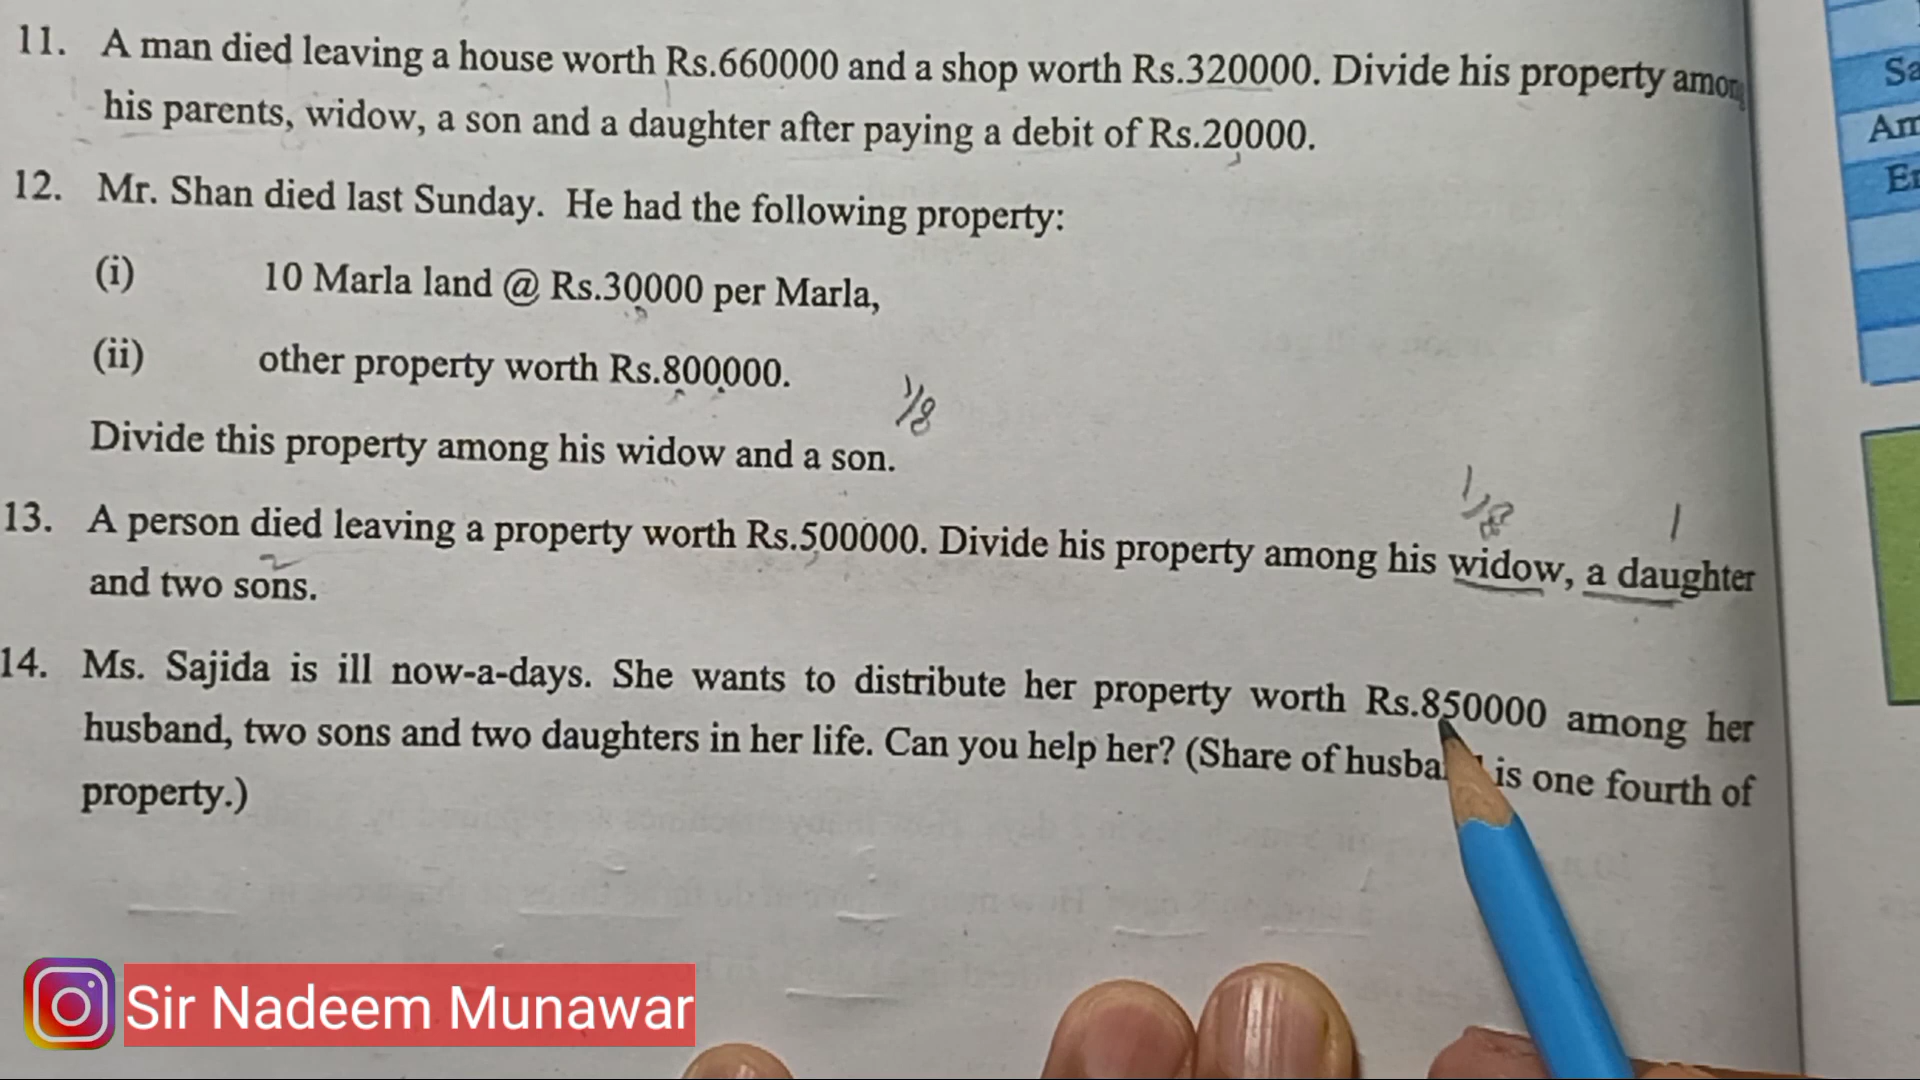 11. A man died leaving a house worth Rs.660000 and a shop worth Rs.320000. Divide his property among
his parents, widow, a son and a daughter after paying a debit of Rs.20000.
12. Mr. Shan died last Sunday. He had the following property:
(i) 10 Marla land @ Rs.30000 per Marla,
(ii) other property worth Rs.800000.
1/8
Divide this property among his widow and a son.
1/8 1
13. A person died leaving a property worth Rs.500000. Divide his property among his widow, a daughter
2
and two sons.
14. Ms. Sajida is ill now-a-days. She wants to distribute her property worth Rs.850000 among her
husband, two sons and two daughters in her life. Can you help her? (Share of husband is one fourth of
property.)
Sir Nadeem Munawar
Sa
Am